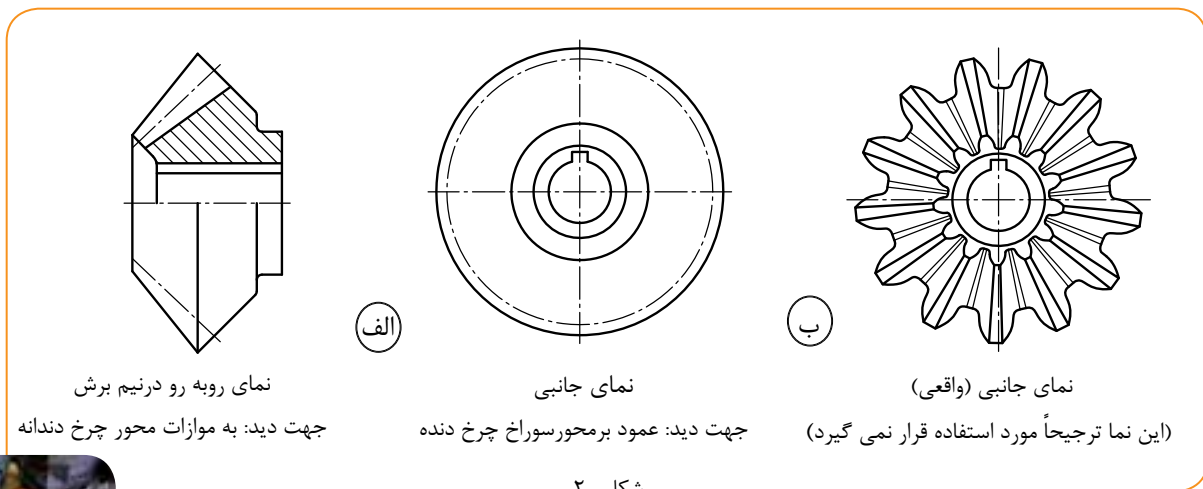 الف
ب
نمای روبه رو درنیم برش
جهت دید: به موازات محور چرخ دندانه
نمای جانبی
جهت دید: عمود برمحورسوراخ چرخ دنده
نمای جانبی (واقعی)
(این نما ترجیحاً مورد استفاده قرار نمی گیرد)